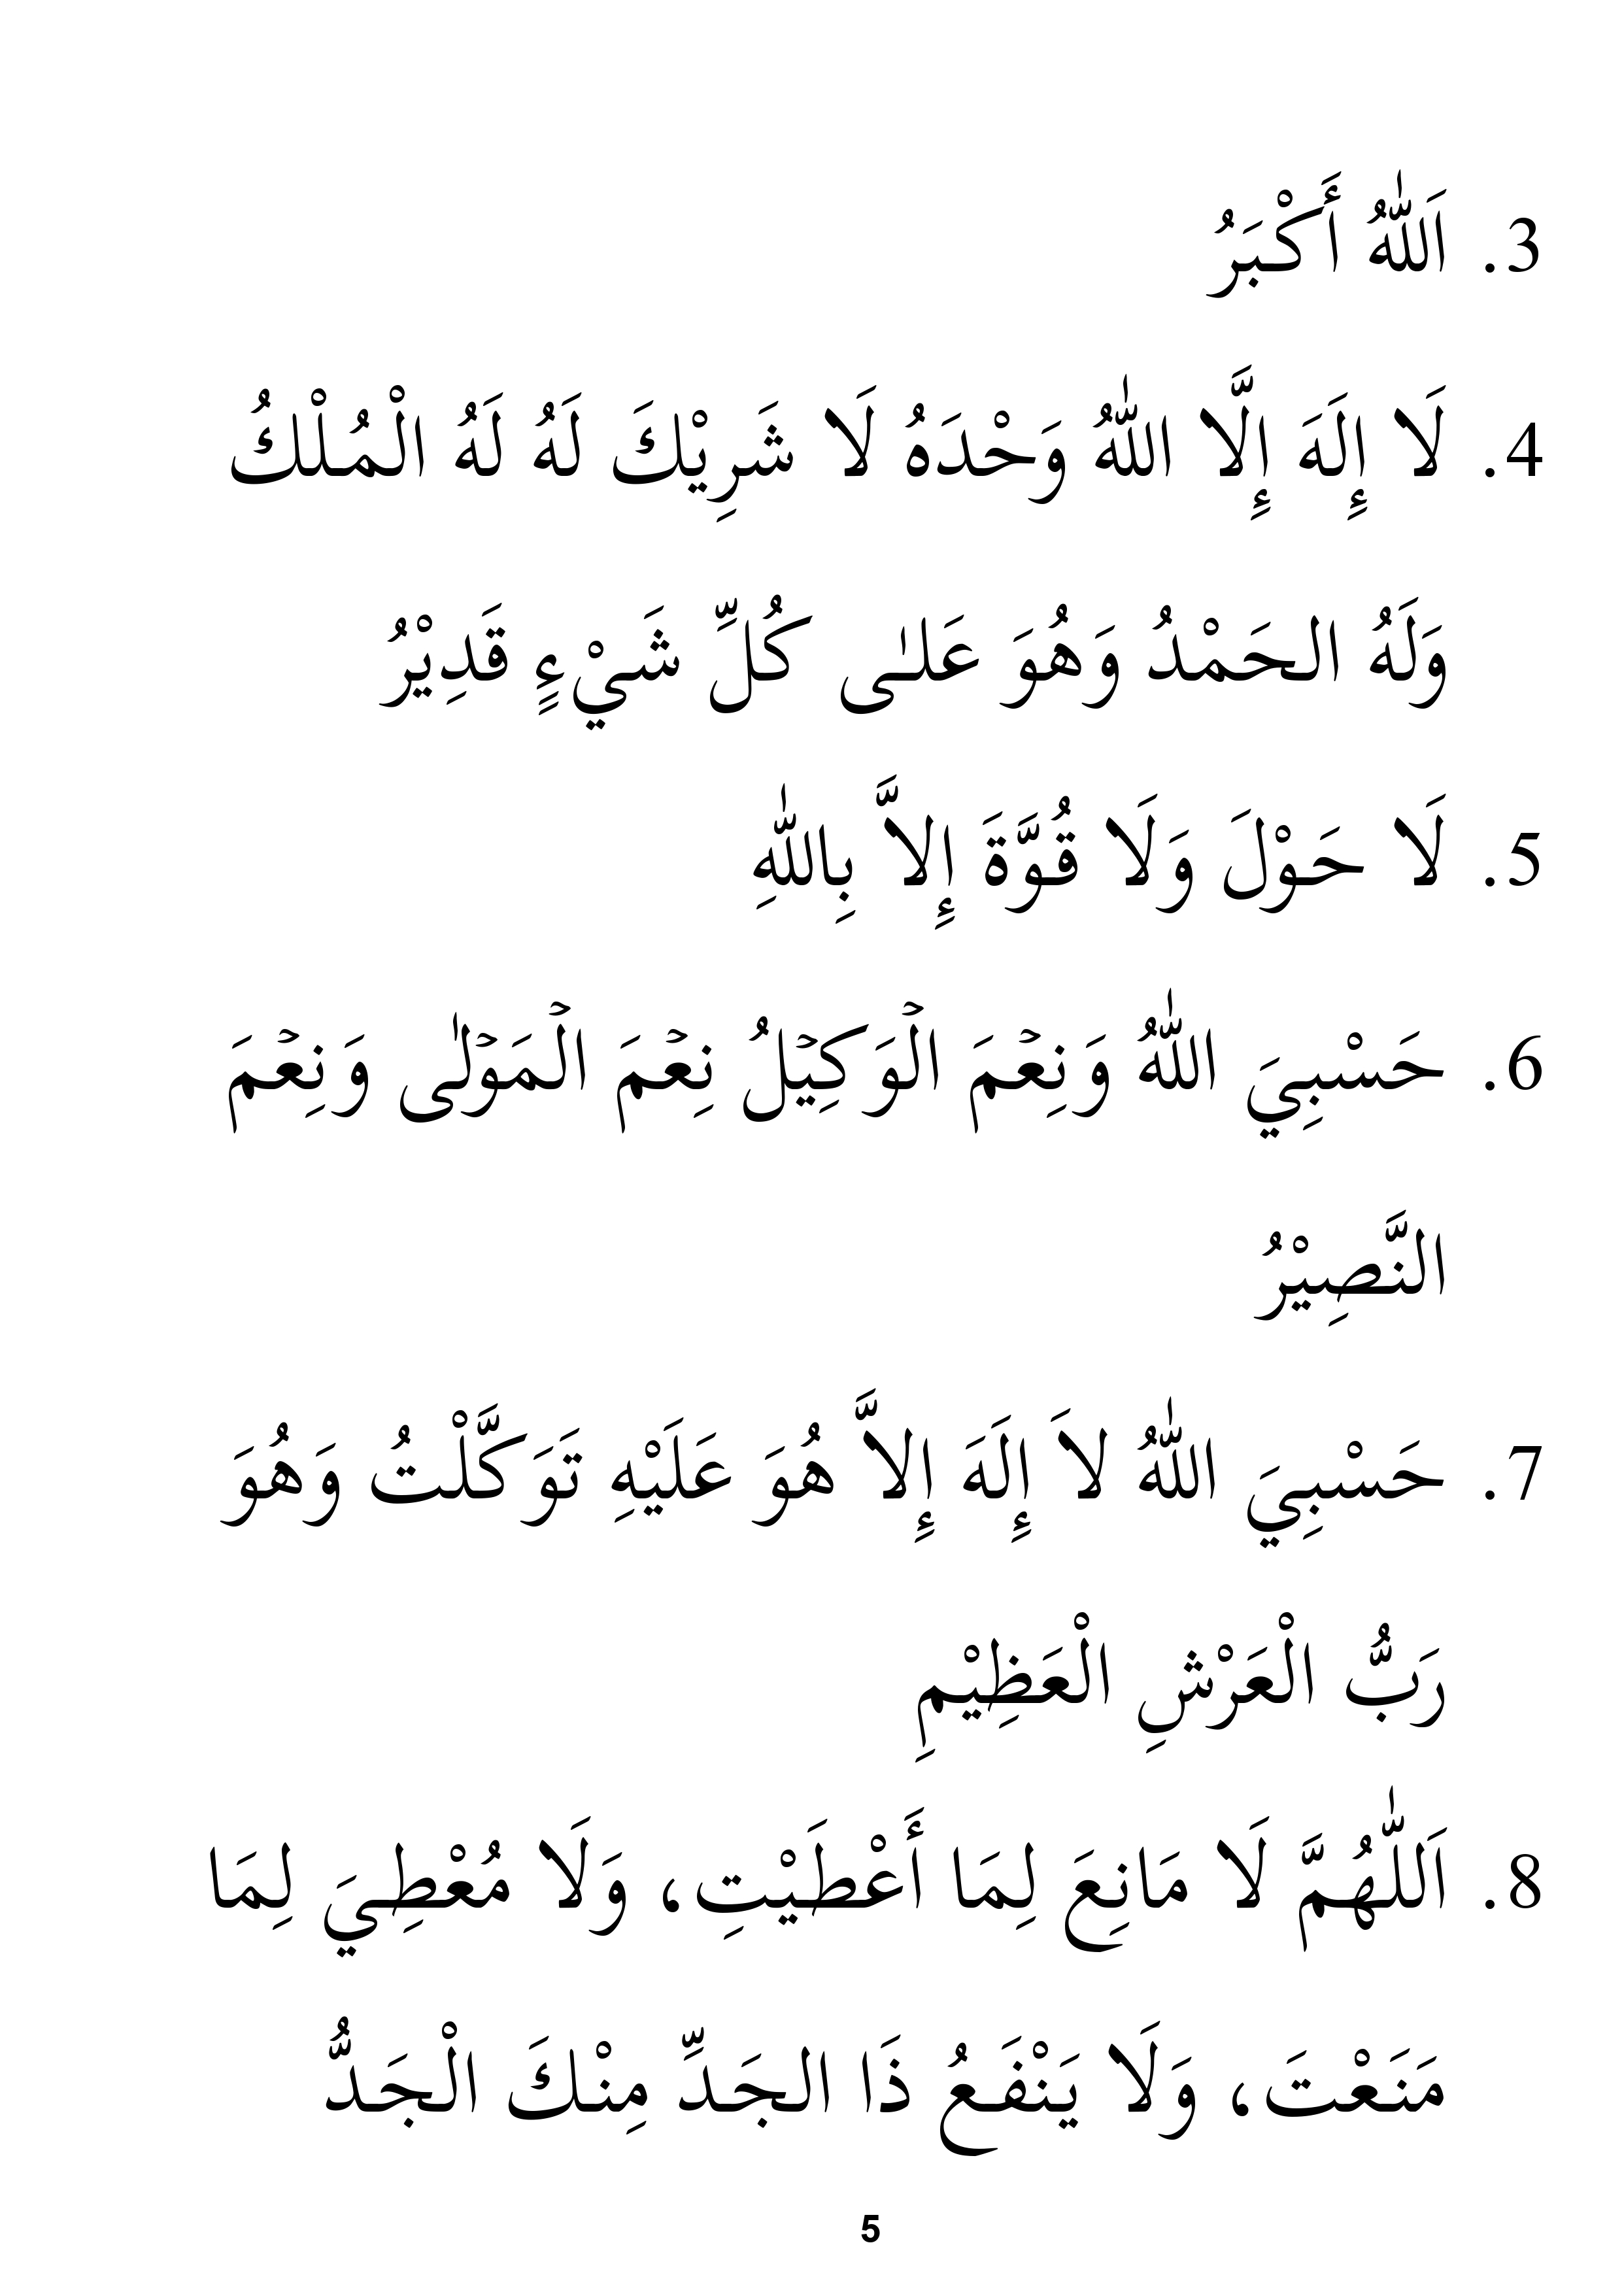 3. اَللّٰهُ أَكْبَرُ
4. لَا إِلَهَ إِلَّا اللّٰهُ وَحْدَهُ لَا شَرِيْكَ لَهُ لَهُ الْمُلْكُ
وَلَهُ الحَمْدُ وَهُوَ عَلـٰى كُلِّ شَيْءٍ قَدِيْرُ
5. لَا حَوْلَ وَلَا قُوَّةَ إِلاَّ بِاللّٰهِ
6. حَسْبِيَ اللّٰهُ وَنِعۡمَ الۡوَكِيۡلُ نِعۡمَ الۡمَوۡلٰى وَنِعۡمَ
النَّصِيْرُ
7. حَسْبِيَ اللّٰهُ لاَ إِلَهَ إِلاَّ هُوَ عَلَيْهِ تَوَكَّلْتُ وَهُوَ
رَبُّ الْعَرْشِ الْعَظِيْمِ
8. اَللّٰهُمَّ لَا مَانِعَ لِمَا أَعْطَيْتِ، وَلَا مُعْطِيَ لِمَا
مَنَعْتَ، وَلَا يَنْفَعُ ذَا الجَدِّ مِنْكَ الْجَدُّ
5